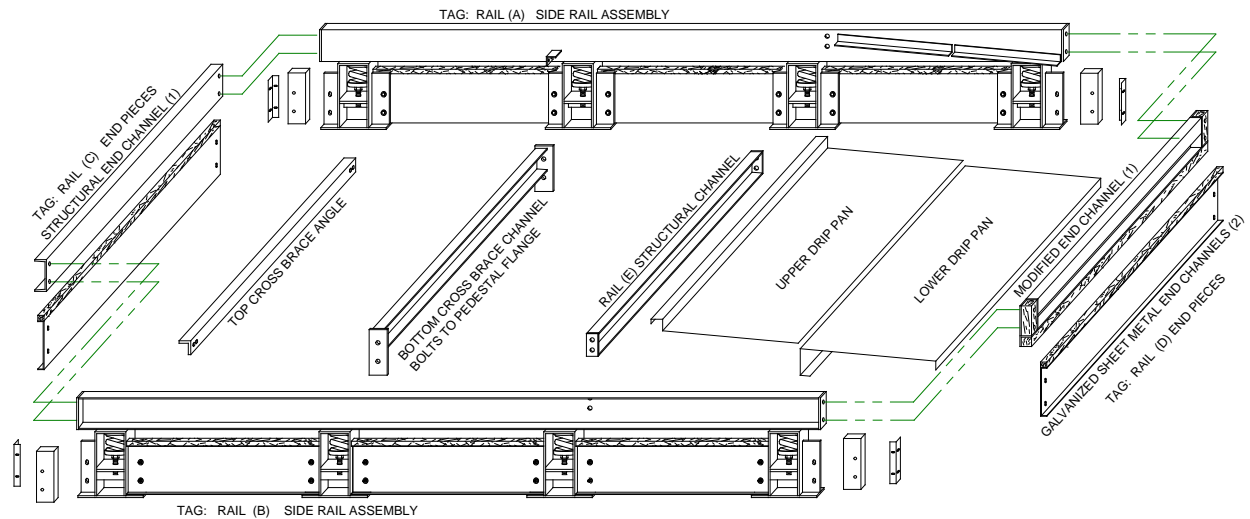 TAG: RAIL (A) SIDE RAIL ASSEMBLY
TAG: RAIL (C) END PIECES
STRUCTURAL END CHANNEL (1)
TOP CROSS BRACE ANGLE
BOTTOM CROSS BRACE CHANNEL
BOLTS TO PEDESTAL FLANGE
RAIL (E) STRUCTURAL CHANNEL
UPPER DRIP PAN
LOWER DRIP PAN
MODIFIED END CHANNEL (1)
GALVANIZED SHEET METAL END CHANNELS (2)
TAG: RAIL (D) END PIECES
TAG: RAIL (B) SIDE RAIL ASSEMBLY